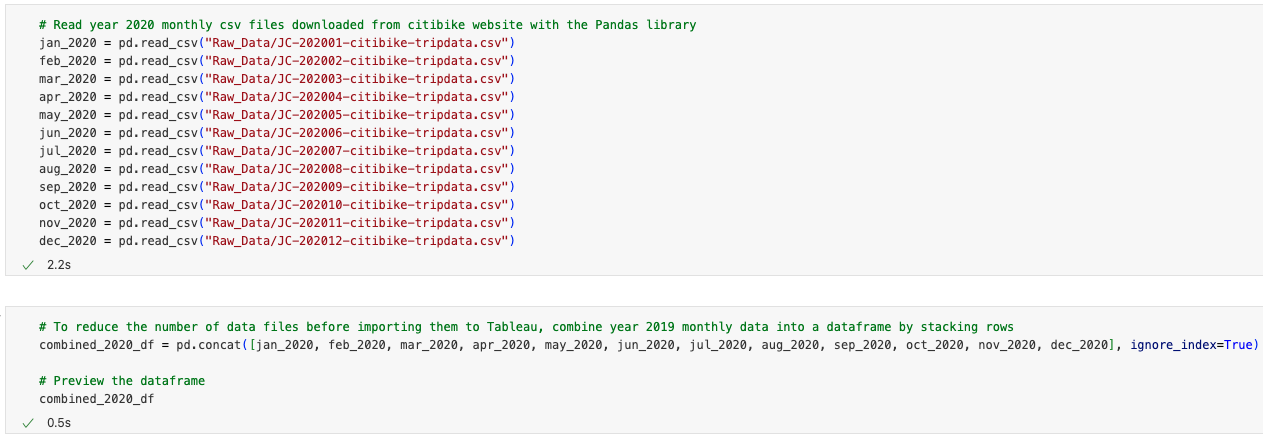 # Read year 2020 monthly csv files downloaded from citibike website with the Pandas library
jan_2020 = pd.read_csv("Raw_Data/JC-202001-citibike-tripdata.csv")
feb_2020 = pd.read_csv("Raw_Data/JC-202002-citibike-tripdata.csv")
mar_2020 = pd.read_csv("Raw_Data/JC-202003-citibike-tripdata.csv")
apr_2020 = pd.read_csv("Raw_Data/JC-202004-citibike-tripdata.csv")
may_2020 = pd.read_csv("Raw_Data/JC-202005-citibike-tripdata.csv")
jun_2020 = pd.read_csv("Raw_Data/JC-202006-citibike-tripdata.csv")
jul_2020 = pd.read_csv("Raw_Data/JC-202007-citibike-tripdata.csv")
aug_2020 = pd.read_csv("Raw_Data/JC-202008-citibike-tripdata.csv")
sep_2020 = pd.read_csv("Raw_Data/JC-202009-citibike-tripdata.csv")
oct_2020 = pd.read_csv("Raw_Data/JC-202010-citibike-tripdata.csv")
nov_2020 = pd.read_csv("Raw_Data/JC-202011-citibike-tripdata.csv")
dec_2020 = pd.read_csv("Raw_Data/JC-202012-citibike-tripdata.csv")
✓ 2.2s
# To reduce the number of data files before importing them to Tableau, combine year 2019 monthly data into a dataframe by stacking rows
combined_2020_df = pd.concat([jan_2020, feb_2020, mar_2020, apr_2020, may_2020, jun_2020, jul_2020, aug_2020, sep_2020, oct_2020, nov_2020, dec_2020], ignore_index=True)
# Preview the dataframe
combined_2020_df
✓ 0.5s